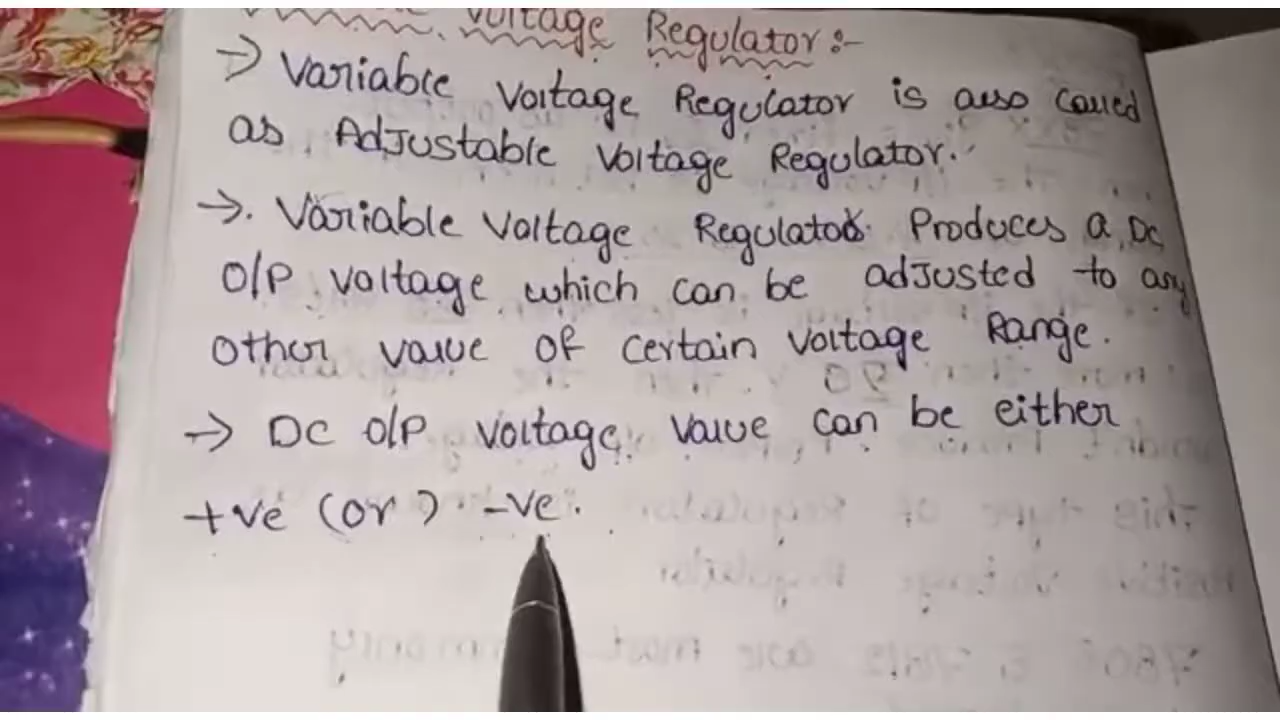 Voltage Regulator :-
→ Variable Voltage Regulator is also called
as Adjustable Voltage Regulator.
→. Variable Voltage Regulator. Produces a DC
O/P voltage which can be adjusted to any
other value of certain voltage Range.
→ DC O/P voltage value can be either
+ve (or) -ve.